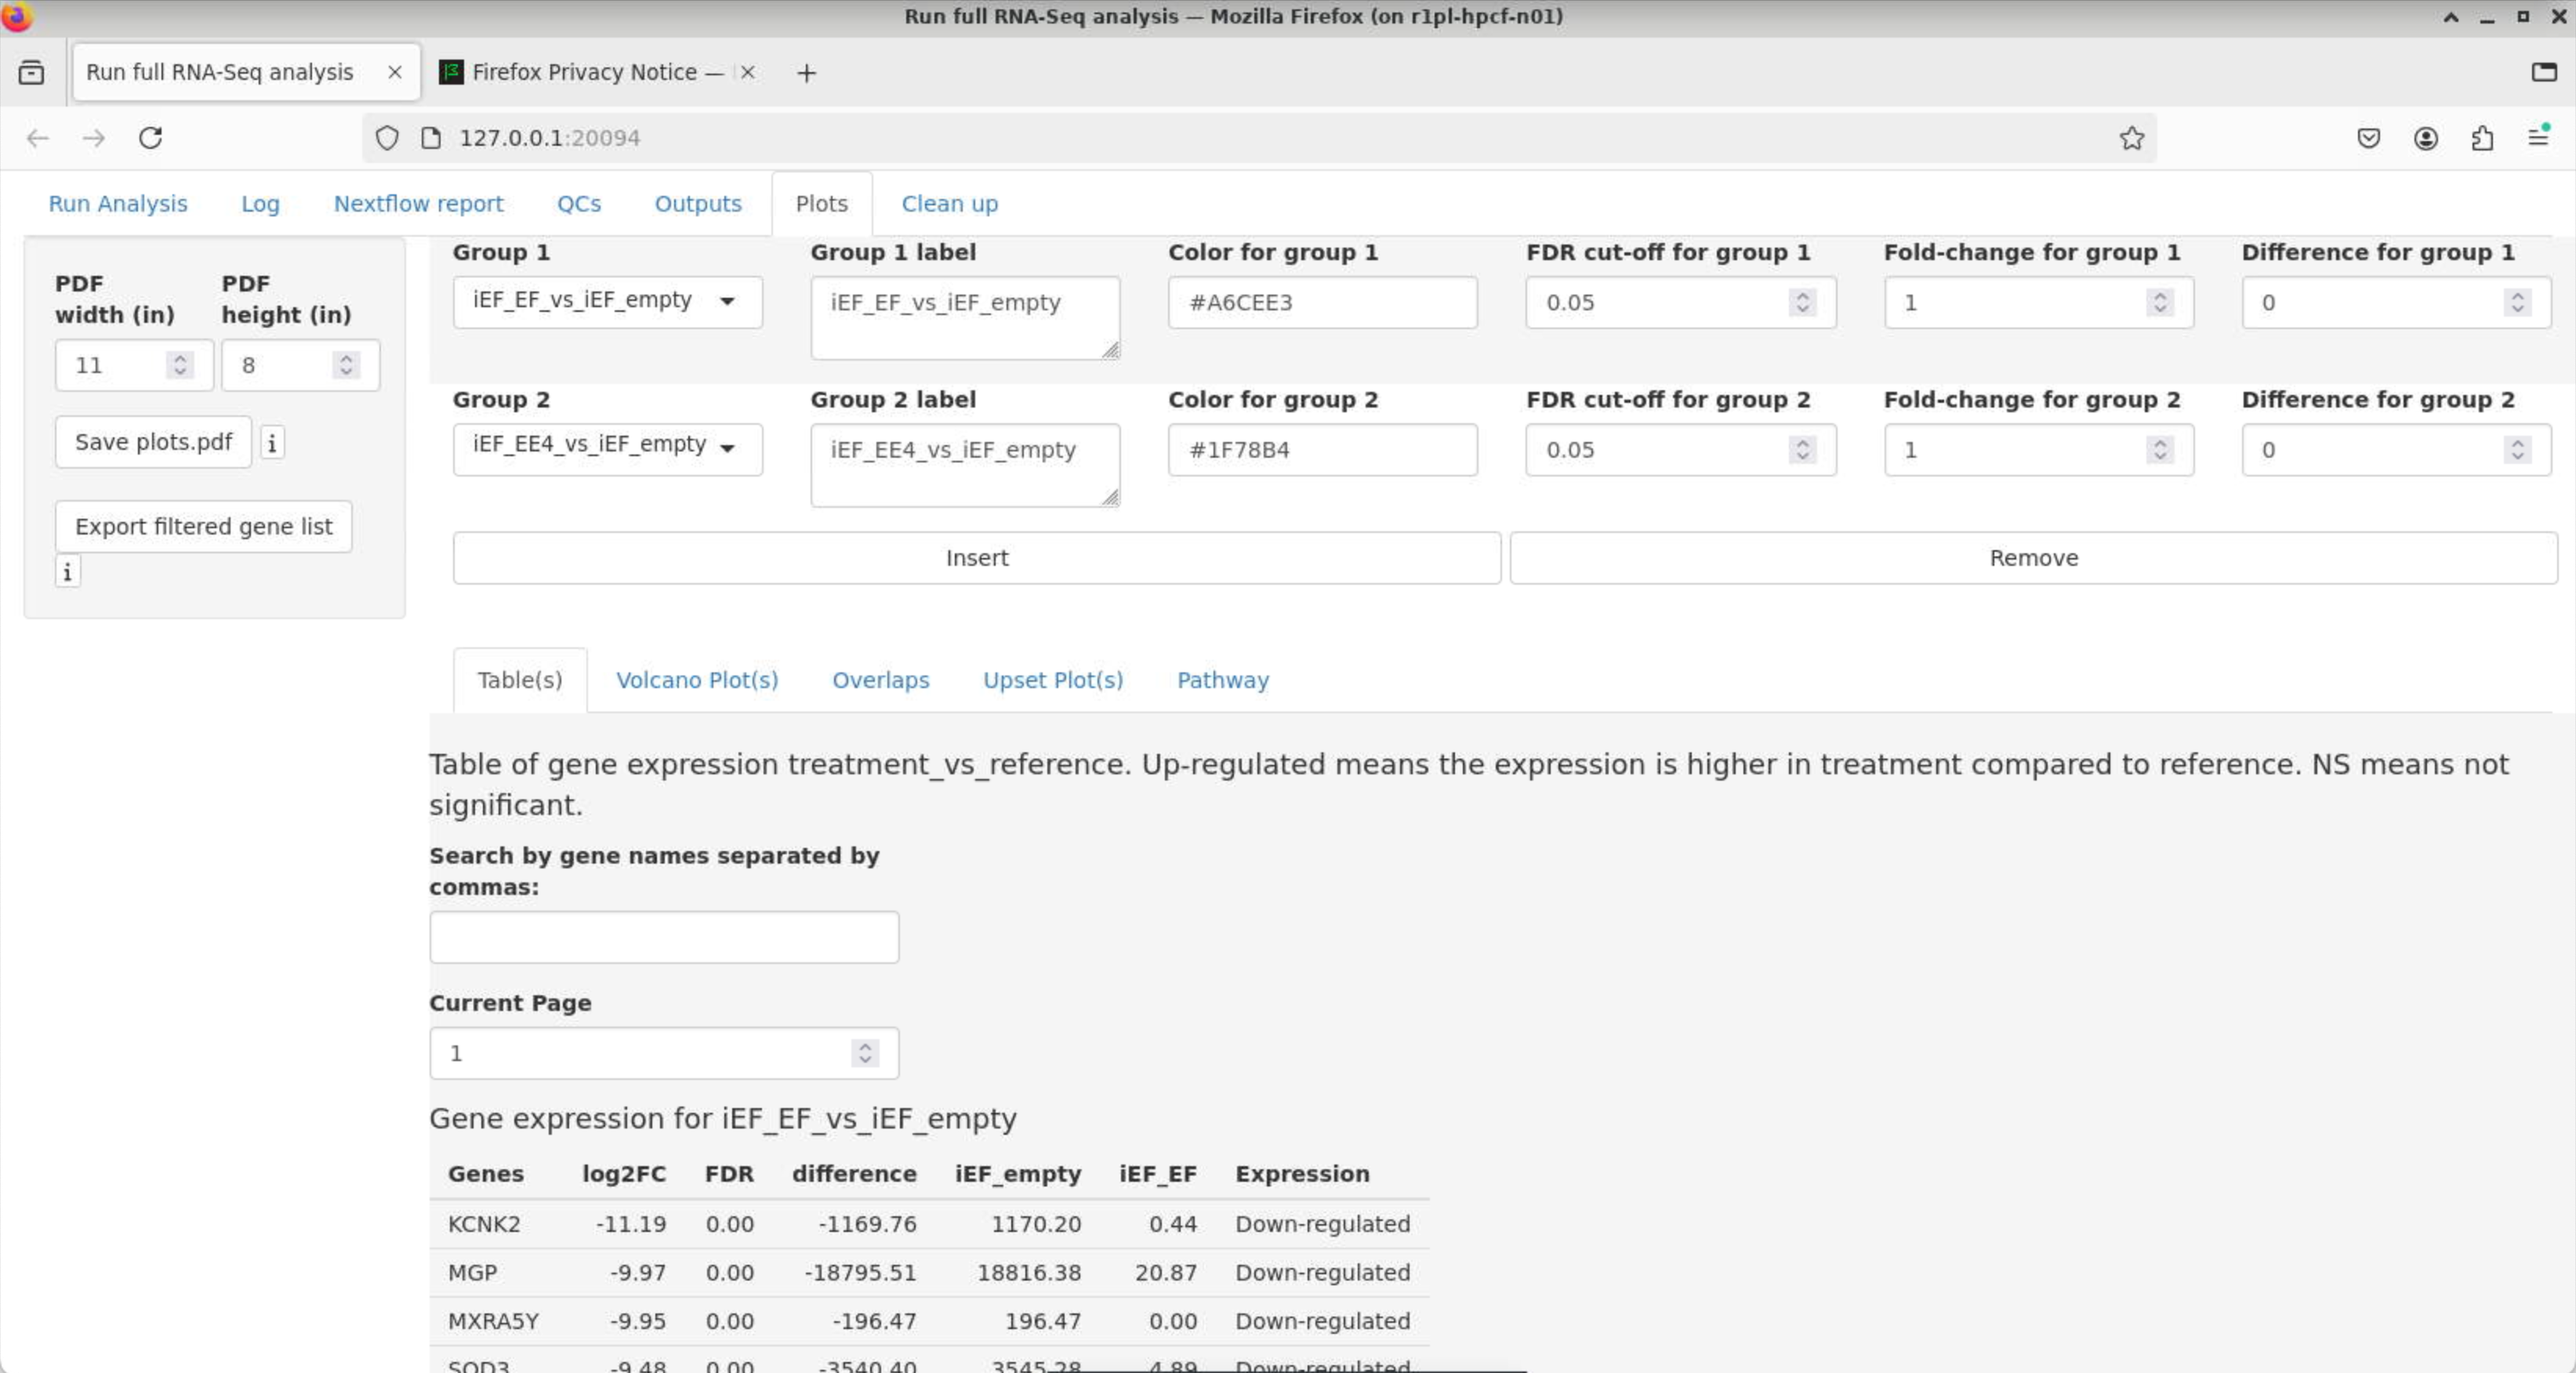 Run full RNA-Seq analysis — Mozilla Firefox (on r1pl-hpcf-n01)
Run full RNA-Seq analysis
Firefox Privacy Notice —
127.0.0.1:20094
Run Analysis Log Nextflow report QCs Outputs Plots Clean up
PDF width (in)
PDF height (in)
11 8
Save plots.pdf i
Export filtered gene list
i
Group 1 Group 1 label Color for group 1 FDR cut-off for group 1 Fold-change for group 1 Difference for group 1
iEF_EF_vs_iEF_empty iEF_EF_vs_iEF_empty #A6CEE3 0.05 1 0
Group 2 Group 2 label Color for group 2 FDR cut-off for group 2 Fold-change for group 2 Difference for group 2
iEF_EE4_vs_iEF_empty iEF_EE4_vs_iEF_empty #1F78B4 0.05 1 0
Insert Remove
Table(s) Volcano Plot(s) Overlaps Upset Plot(s) Pathway
Table of gene expression treatment_vs_reference. Up-regulated means the expression is higher in treatment compared to reference. NS means not
significant.
Search by gene names separated by
commas:
Current Page
1
Gene expression for iEF_EF_vs_iEF_empty
Genes log2FC FDR difference iEF_empty iEF_EF Expression
KCNK2 -11.19 0.00 -1169.76 1170.20 0.44 Down-regulated
MGP -9.97 0.00 -18795.51 18816.38 20.87 Down-regulated
MXRA5Y -9.95 0.00 -196.47 196.47 0.00 Down-regulated
SOD3 -9.48 0.00 -3540.40 3545.28 4.89 Down-regulated